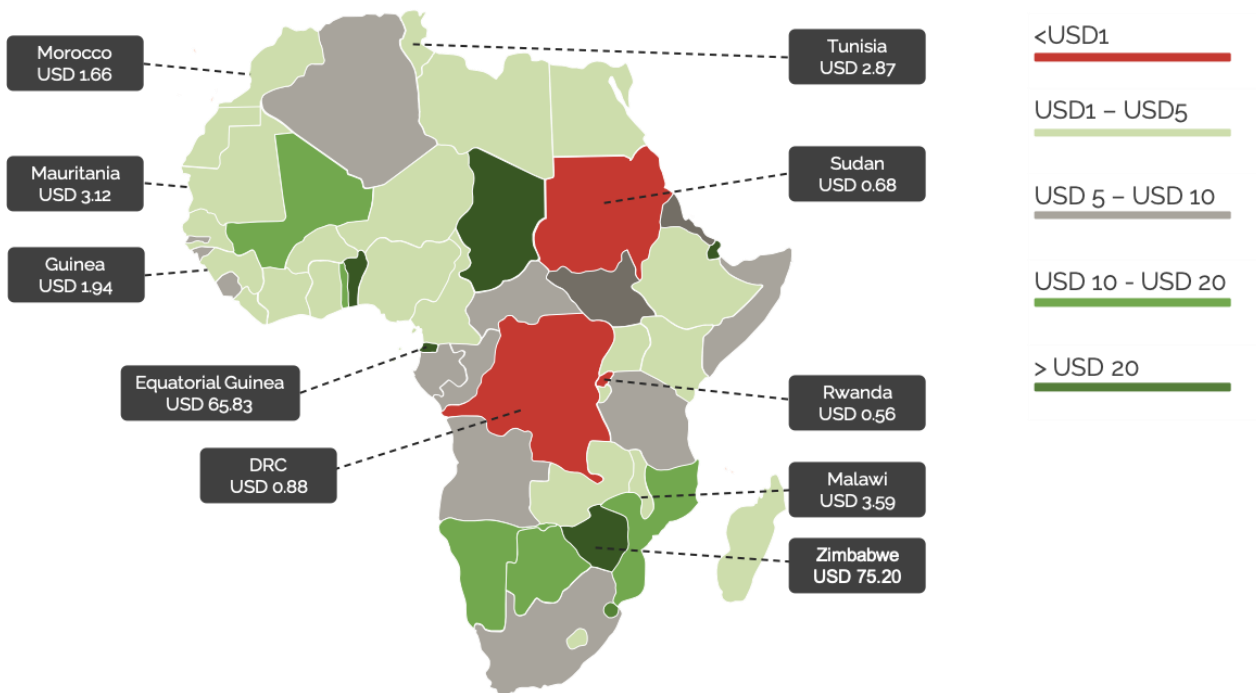 Morocco
USD 1.66
Tunisia
USD 2.87
<USD1
USD1 – USD5
Mauritania
USD 3.12
Sudan
USD 0.68
USD 5 – USD 10
Guinea
USD 1.94
USD 10 - USD 20
Equatorial Guinea
USD 65.83
Rwanda
USD 0.56
> USD 20
DRC
USD 0.88
Malawi
USD 3.59
Zimbabwe
USD 75.20